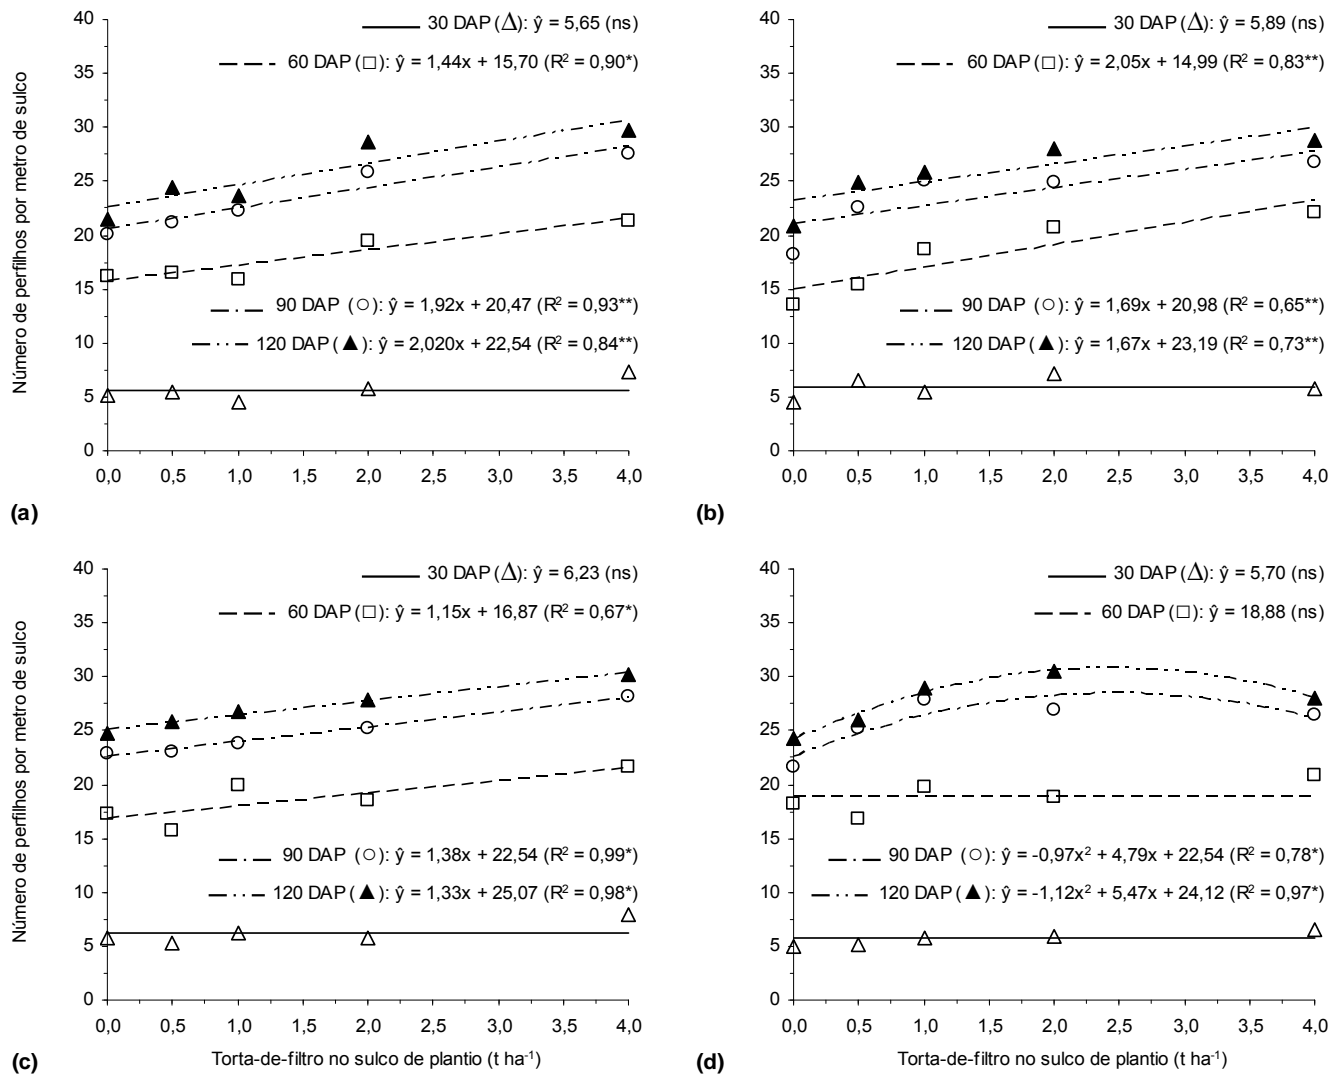 30 DAP (Δ): ŷ = 5,65 (ns)
60 DAP (□): ŷ = 1,44x + 15,70 (R² = 0,90*)
Número de perfilhos por metro de sulco
40
35
30
25
20
15
10
5
0
90 DAP (○): ŷ = 1,92x + 20,47 (R² = 0,93**)
120 DAP (▲): ŷ = 2,020x + 22,54 (R² = 0,84**)
0,0 0,5 1,0 1,5 2,0 2,5 3,0 3,5 4,0
(a)
30 DAP (Δ): ŷ = 5,89 (ns)
60 DAP (□): ŷ = 2,05x + 14,99 (R² = 0,83**)
40
35
30
25
20
15
10
5
0
90 DAP (○): ŷ = 1,69x + 20,98 (R² = 0,65**)
120 DAP (▲): ŷ = 1,67x + 23,19 (R² = 0,73**)
0,0 0,5 1,0 1,5 2,0 2,5 3,0 3,5 4,0
(b)
30 DAP (Δ): ŷ = 6,23 (ns)
60 DAP (□): ŷ = 1,15x + 16,87 (R² = 0,67*)
Número de perfilhos por metro de sulco
40
35
30
25
20
15
10
5
0
90 DAP (○): ŷ = 1,38x + 22,54 (R² = 0,99*)
120 DAP (▲): ŷ = 1,33x + 25,07 (R² = 0,98*)
0,0 0,5 1,0 1,5 2,0 2,5 3,0 3,5 4,0
(c)
Torta-de-filtro no sulco de plantio (t ha⁻¹)
30 DAP (Δ): ŷ = 5,70 (ns)
60 DAP (□): ŷ = 18,88 (ns)
40
35
30
25
20
15
10
5
0
90 DAP (○): ŷ = -0,97x² + 4,79x + 22,54 (R² = 0,78*)
120 DAP (▲): ŷ = -1,12x² + 5,47x + 24,12 (R² = 0,97*)
0,0 0,5 1,0 1,5 2,0 2,5 3,0 3,5 4,0
(d)
Torta-de-filtro no sulco de plantio (t ha⁻¹)